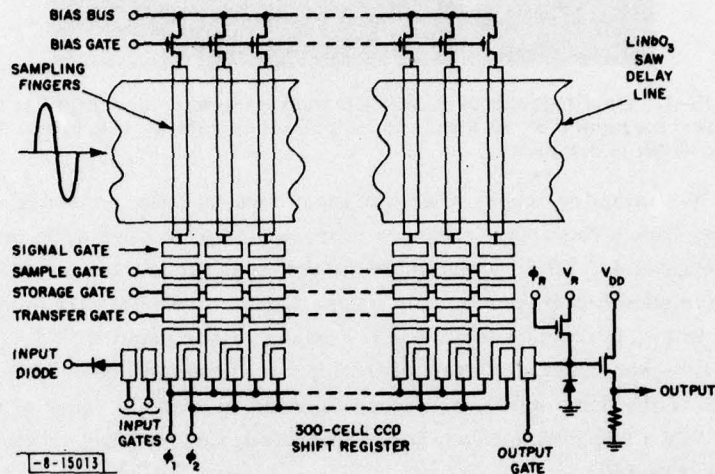 BIAS BUS
BIAS GATE
SAMPLING
FINGERS
LiNbO3
SAW
DELAY
LINE
SIGNAL GATE
SAMPLE GATE
STORAGE GATE
TRANSFER GATE
INPUT
DIODE
INPUT
GATES
ϕ1 ϕ2
300-CELL CCD
SHIFT REGISTER
ϕR VR VDD
OUTPUT
OUTPUT
GATE
-8-15013